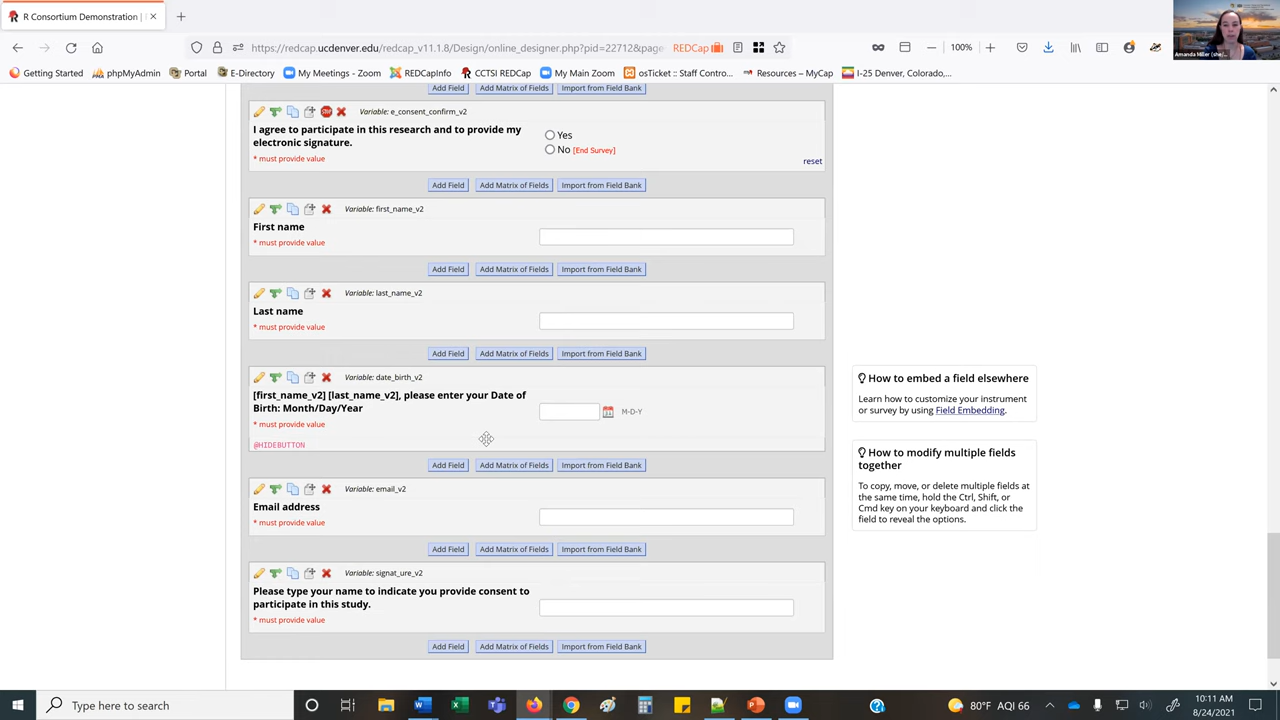 R Consortium Demonstration |
https://redcap.ucdenver.edu/redcap_v11.1.8/Design/online_designer.php?pid=22712&page
REDCap
100%
Getting Started
phpMyAdmin
Portal
E-Directory
My Meetings - Zoom
REDCapInfo
CCTSI REDCap
My Main Zoom
osTicket :: Staff Contro...
Resources – MyCap
I-25 Denver, Colorado,...
Amanda Miller (she/...
Add Field
Add Matrix of Fields
Import from Field Bank
STOP
Variable: e_consent_confirm_v2
I agree to participate in this research and to provide my
electronic signature.
* must provide value
Yes
No [End Survey]
reset
Add Field
Add Matrix of Fields
Import from Field Bank
Variable: first_name_v2
First name
* must provide value
Add Field
Add Matrix of Fields
Import from Field Bank
Variable: last_name_v2
Last name
* must provide value
Add Field
Add Matrix of Fields
Import from Field Bank
Variable: date_birth_v2
[first_name_v2] [last_name_v2], please enter your Date of
Birth: Month/Day/Year
* must provide value
M-D-Y
@HIDEBUTTON
Add Field
Add Matrix of Fields
Import from Field Bank
Variable: email_v2
Email address
* must provide value
Add Field
Add Matrix of Fields
Import from Field Bank
Variable: signat_ure_v2
Please type your name to indicate you provide consent to
participate in this study.
* must provide value
Add Field
Add Matrix of Fields
Import from Field Bank
How to embed a field elsewhere
Learn how to customize your instrument
or survey by using Field Embedding.
How to modify multiple fields
together
To copy, move, or delete multiple fields at
the same time, hold the Ctrl, Shift, or
Cmd key on your keyboard and click the
field to reveal the options.
Type here to search
80°F AQI 66
10:11 AM
8/24/2021